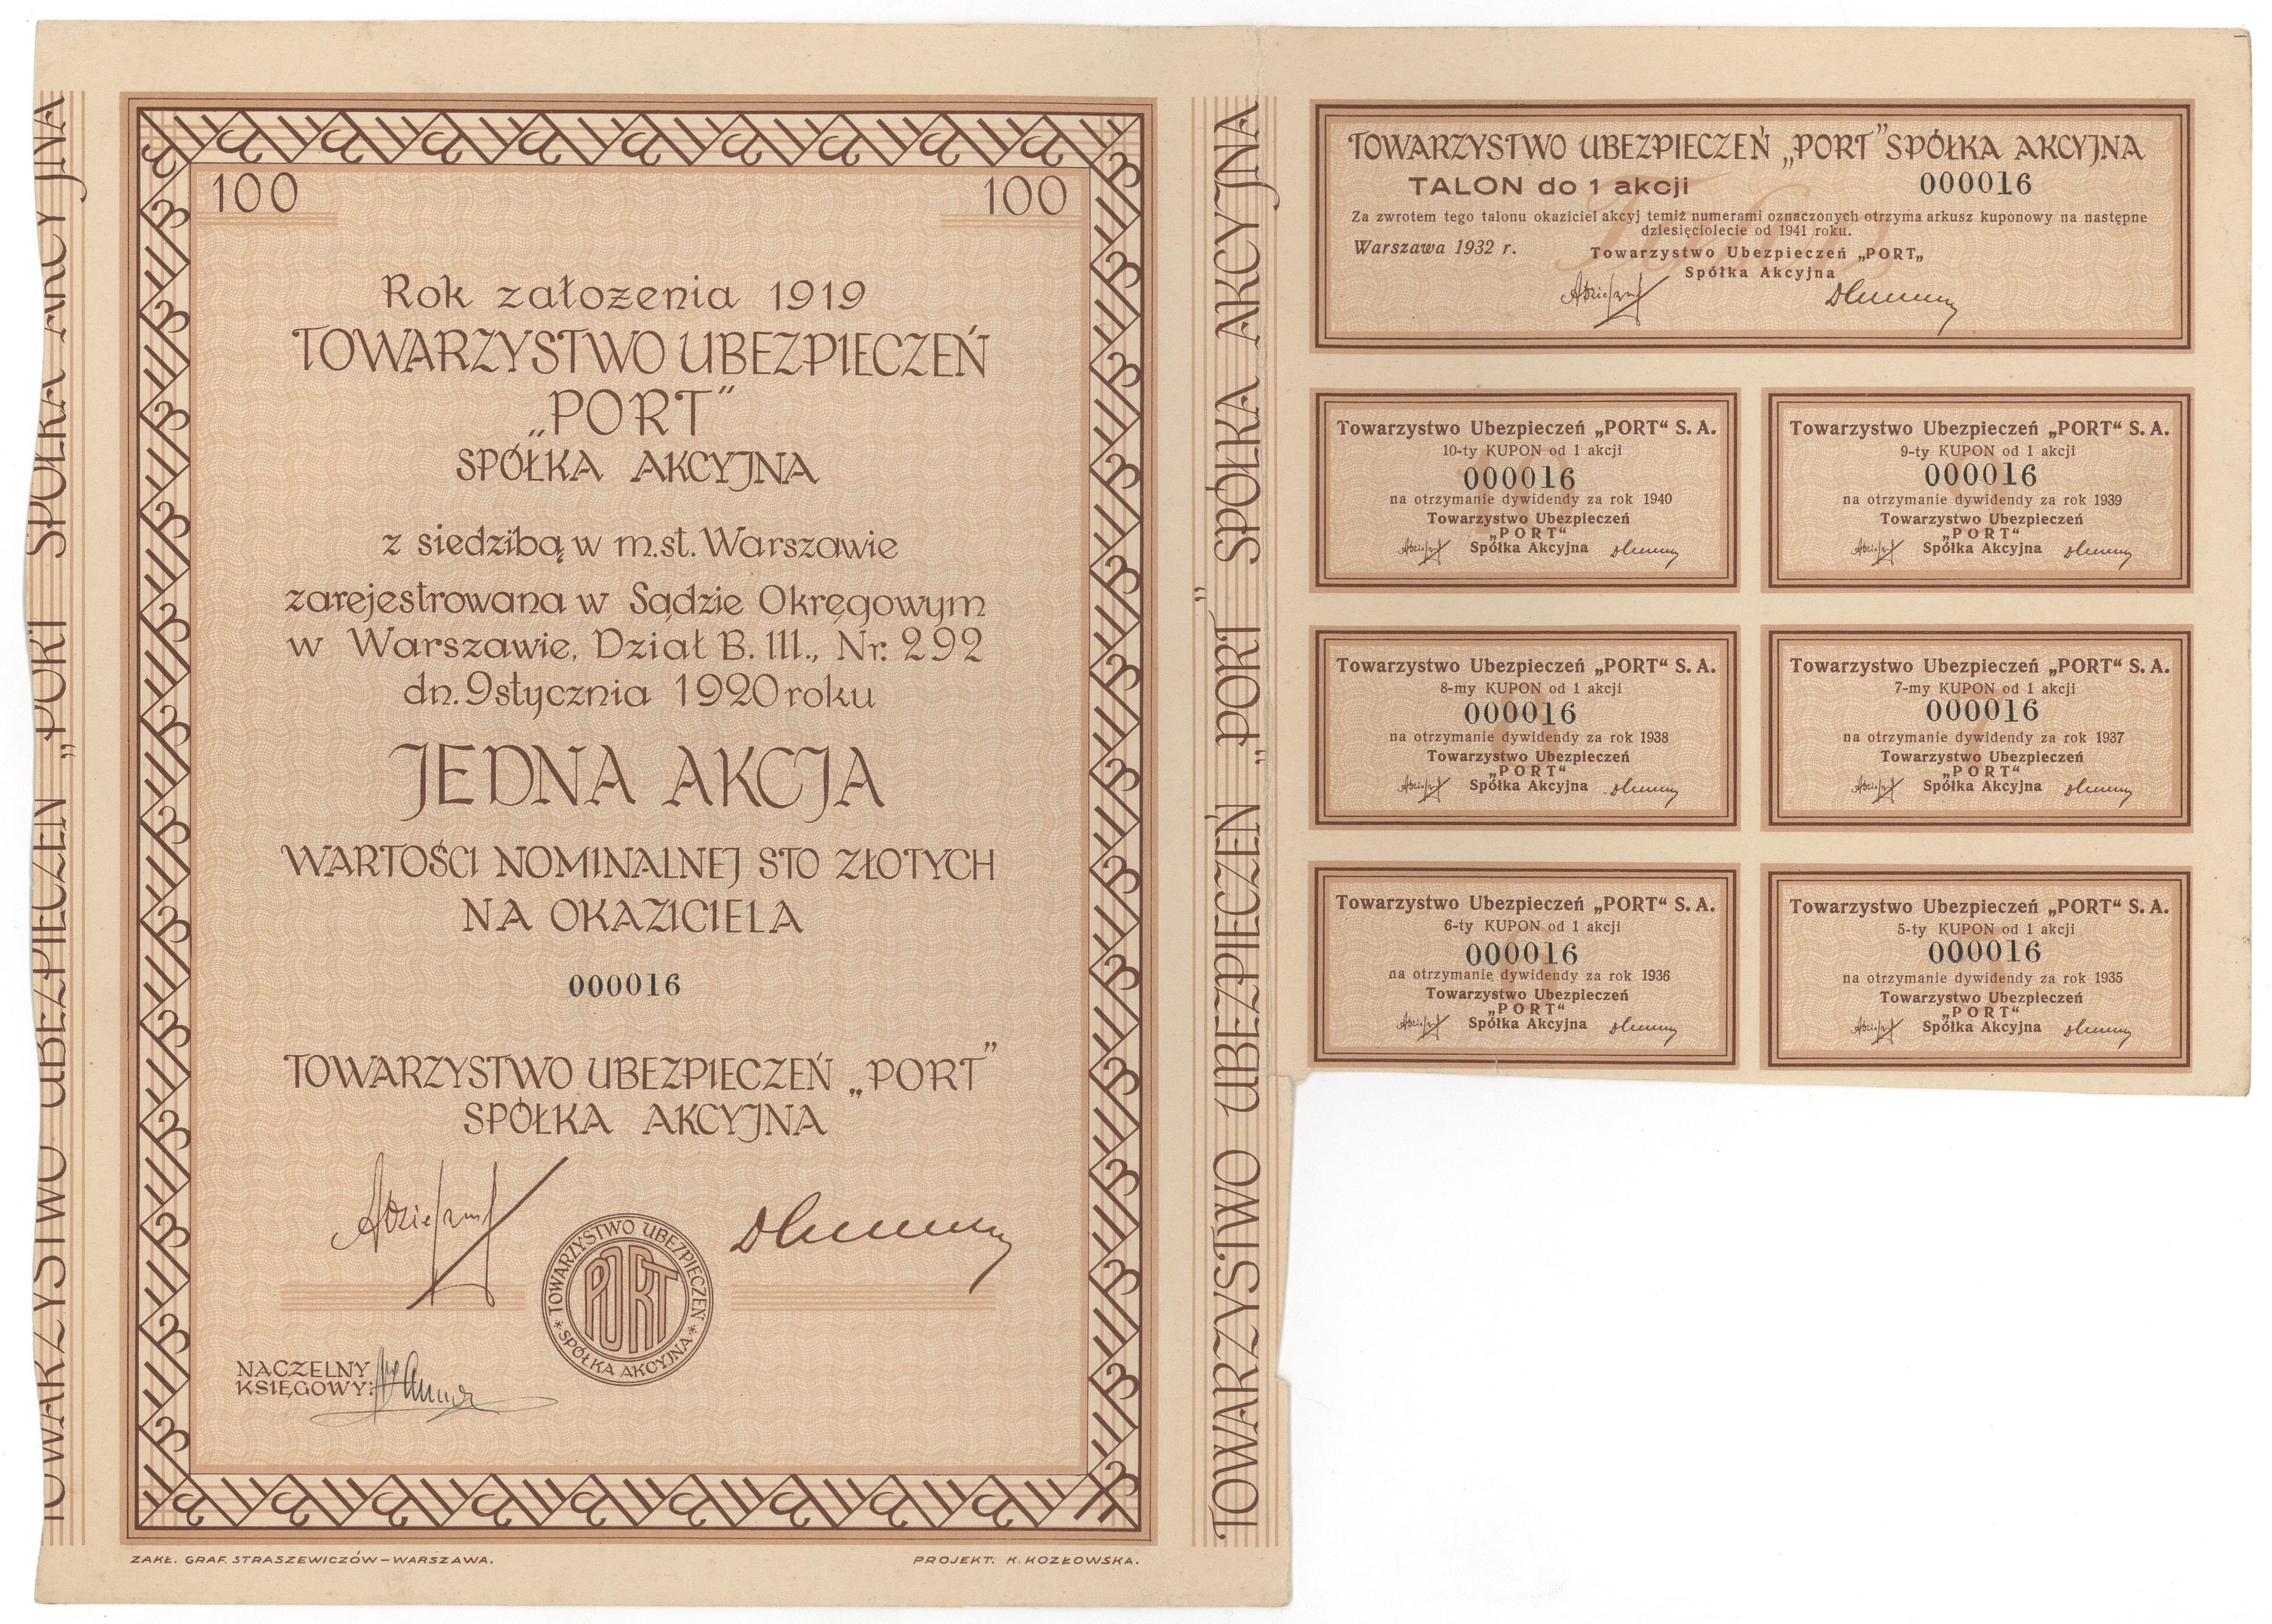 TOWARZYSTWO UBEZPIECZEŃ „PORT” SPÓŁKA AKCYJNA
100 100
Rok założenia 1919
TOWARZYSTWO UBEZPIECZEŃ
„PORT”
SPÓŁKA AKCYJNA
z siedzibą w m.st. Warszawie
zarejestrowana w Sądzie Okręgowym
w Warszawie, Dział B. III., Nr. 292
dn. 9 stycznia 1920 roku
JEDNA AKCJA
WARTOŚCI NOMINALNEJ STO ZŁOTYCH
NA OKAZICIELA
000016
TOWARZYSTWO UBEZPIECZEŃ „PORT”
SPÓŁKA AKCYJNA
TOWARZYSTWO UBEZPIECZEŃ
PORT
* SPÓŁKA AKCYJNA *
NACZELNY
KSIĘGOWY:
ZAKŁ. GRAF. STRASZEWICZÓW – WARSZAWA.
PROJEKT: K. KOZŁOWSKA.
TOWARZYSTWO UBEZPIECZEŃ „PORT” SPÓŁKA AKCYJNA
TOWARZYSTWO UBEZPIECZEŃ „PORT” SPÓŁKA AKCYJNA
TALON do 1 akcji 000016
Za zwrotem tego talonu okaziciel akcyj temiż numerami oznaczonych otrzyma arkusz kuponowy na następne
dziesięciolecie od 1941 roku.
Warszawa 1932 r.
Towarzystwo Ubezpieczeń „PORT„
Spółka Akcyjna
Towarzystwo Ubezpieczeń „PORT“ S. A.
10-ty KUPON od 1 akcji
000016
na otrzymanie dywidendy za rok 1940
Towarzystwo Ubezpieczeń
„PORT“
Spółka Akcyjna
Towarzystwo Ubezpieczeń „PORT“ S. A.
9-ty KUPON od 1 akcji
000016
na otrzymanie dywidendy za rok 1939
Towarzystwo Ubezpieczeń
„PORT“
Spółka Akcyjna
Towarzystwo Ubezpieczeń „PORT“ S. A.
8-my KUPON od 1 akcji
000016
na otrzymanie dywidendy za rok 1938
Towarzystwo Ubezpieczeń
„PORT“
Spółka Akcyjna
Towarzystwo Ubezpieczeń „PORT“ S. A.
7-my KUPON od 1 akcji
000016
na otrzymanie dywidendy za rok 1937
Towarzystwo Ubezpieczeń
„PORT“
Spółka Akcyjna
Towarzystwo Ubezpieczeń „PORT“ S. A.
6-ty KUPON od 1 akcji
000016
na otrzymanie dywidendy za rok 1936
Towarzystwo Ubezpieczeń
„PORT“
Spółka Akcyjna
Towarzystwo Ubezpieczeń „PORT“ S. A.
5-ty KUPON od 1 akcji
000016
na otrzymanie dywidendy za rok 1935
Towarzystwo Ubezpieczeń
„PORT“
Spółka Akcyjna